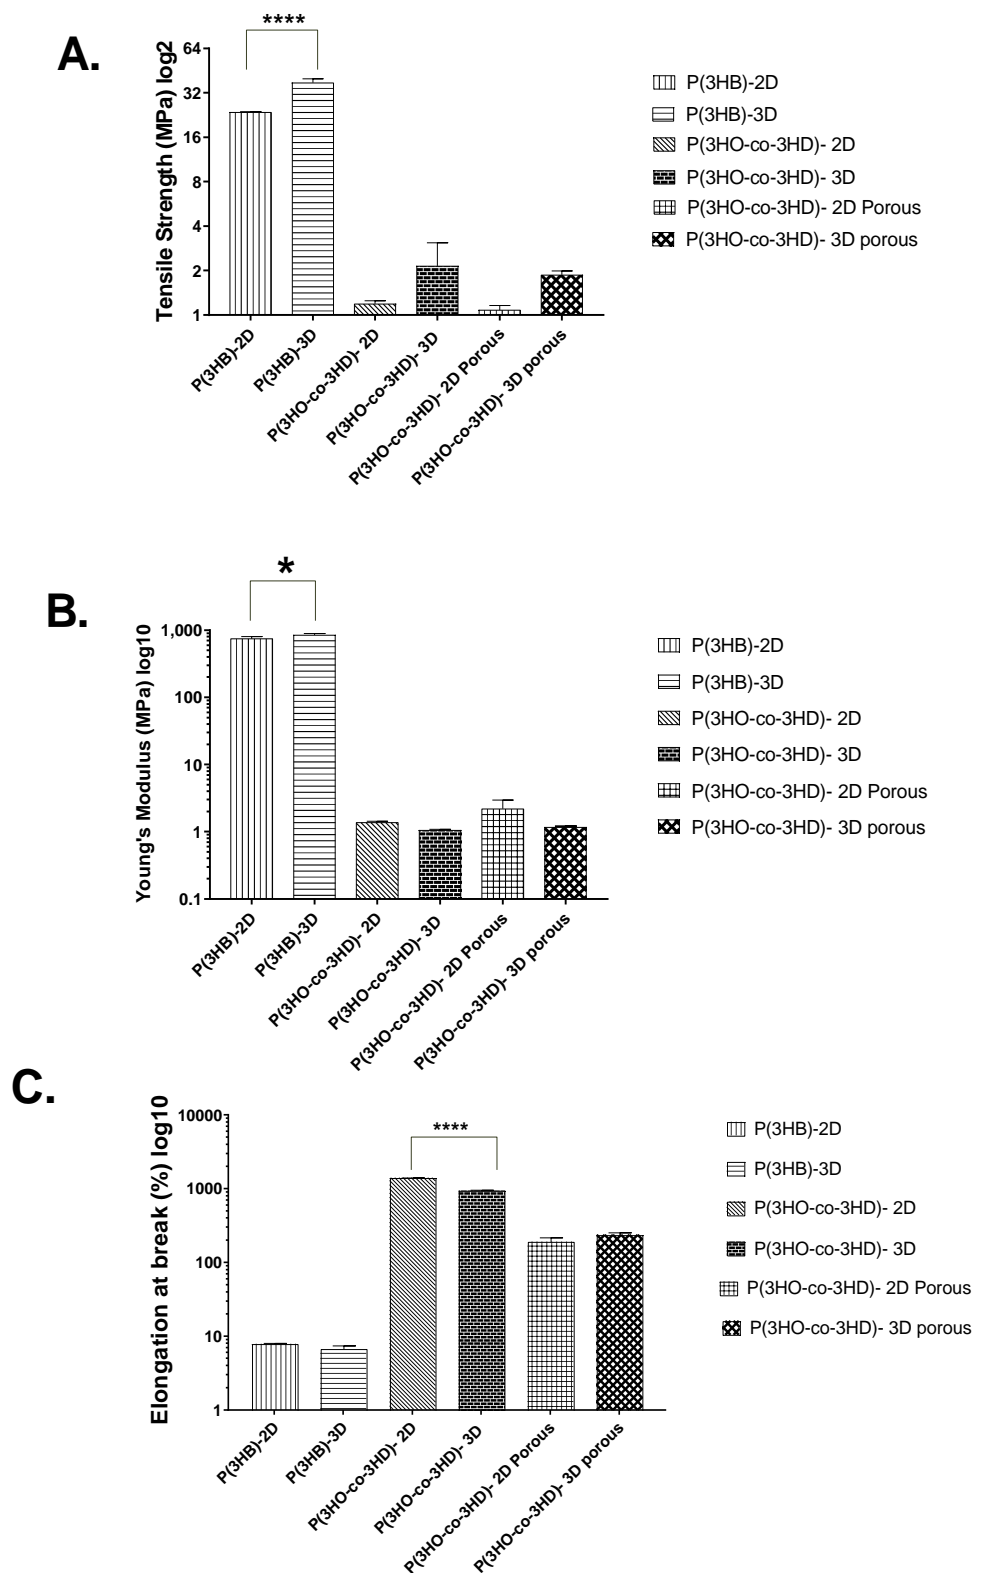 A.
****
Tensile Strength (MPa) log2
64
32
16
8
4
2
1
P(3HB)-2D
P(3HB)-3D
P(3HO-co-3HD)- 2D
P(3HO-co-3HD)- 3D
P(3HO-co-3HD)- 2D Porous
P(3HO-co-3HD)- 3D porous
P(3HB)-2D
P(3HB)-3D
P(3HO-co-3HD)- 2D
P(3HO-co-3HD)- 3D
P(3HO-co-3HD)- 2D Porous
P(3HO-co-3HD)- 3D porous
B.
*
Young's Modulus (MPa) log10
1,000
100
10
1
0.1
P(3HB)-2D
P(3HB)-3D
P(3HO-co-3HD)- 2D
P(3HO-co-3HD)- 3D
P(3HO-co-3HD)- 2D Porous
P(3HO-co-3HD)- 3D porous
P(3HB)-2D
P(3HB)-3D
P(3HO-co-3HD)- 2D
P(3HO-co-3HD)- 3D
P(3HO-co-3HD)- 2D Porous
P(3HO-co-3HD)- 3D porous
C.
****
Elongation at break (%) log10
10000
1000
100
10
1
P(3HB)-2D
P(3HB)-3D
P(3HO-co-3HD)- 2D
P(3HO-co-3HD)- 3D
P(3HO-co-3HD)- 2D Porous
P(3HO-co-3HD)- 3D porous
P(3HB)-2D
P(3HB)-3D
P(3HO-co-3HD)- 2D
P(3HO-co-3HD)- 3D
P(3HO-co-3HD)- 2D Porous
P(3HO-co-3HD)- 3D porous